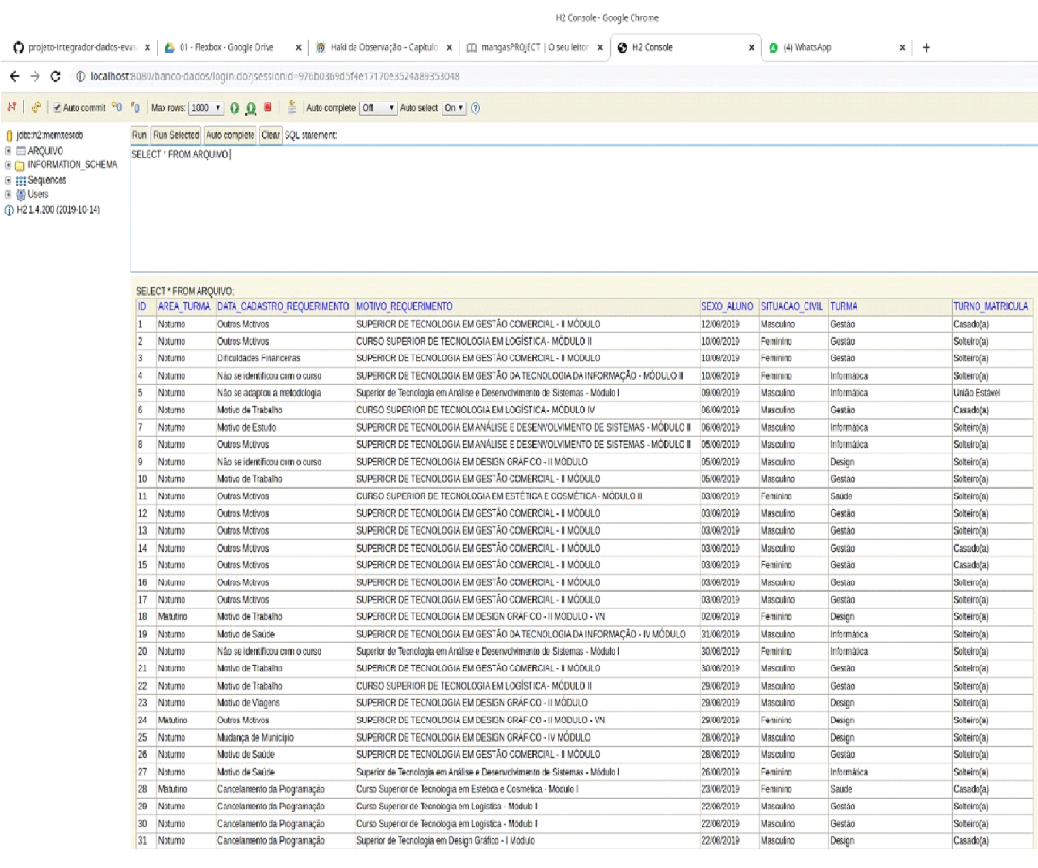 H2 Console - Google Chrome
projeto-integrador-dados-evas x 01 - Flexbox - Google Drive x Haki da Observação - Capítulo x mangasPROJECT | O seu leitor x H2 Console x (4) WhatsApp x +
localhost:8080/banco-dados/login.do?jsessionid=976b0369d5f4e17170e3524a89353048
Auto commit Max rows: 1000 Auto complete Off Auto select On
jdbc:h2:mem:testdb
ARQUIVO
INFORMATION_SCHEMA
Sequences
Users
H2 1.4.200 (2019-10-14)
Run Run Selected Auto complete Clear SQL statement:
SELECT * FROM ARQUIVO
SELECT * FROM ARQUIVO;
ID AREA_TURMA DATA_CADASTRO_REQUERIMENTO MOTIVO_REQUERIMENTO SEXO_ALUNO SITUACAO_CIVIL TURMA TURNO_MATRICULA
1 Noturno Outros Motivos SUPERIOR DE TECNOLOGIA EM GESTÃO COMERCIAL - II MÓDULO 12/09/2019 Masculino Gestão Casado(a)
2 Noturno Outros Motivos CURSO SUPERIOR DE TECNOLOGIA EM LOGÍSTICA - MÓDULO II 10/09/2019 Feminino Gestão Solteiro(a)
3 Noturno Dificuldades Financeiras SUPERIOR DE TECNOLOGIA EM GESTÃO COMERCIAL - I MÓDULO 10/09/2019 Feminino Gestão Solteiro(a)
4 Noturno Não se identificou com o curso SUPERIOR DE TECNOLOGIA EM GESTÃO DA TECNOLOGIA DA INFORMAÇÃO - MÓDULO II 10/09/2019 Feminino Informática Solteiro(a)
5 Noturno Não se adaptou a metodologia Superior de Tecnologia em Análise e Desenvolvimento de Sistemas - Módulo I 09/09/2019 Masculino Informática União Estável
6 Noturno Motivo de Trabalho CURSO SUPERIOR DE TECNOLOGIA EM LOGÍSTICA - MÓDULO IV 06/09/2019 Masculino Gestão Casado(a)
7 Noturno Motivo de Estudo SUPERIOR DE TECNOLOGIA EM ANÁLISE E DESENVOLVIMENTO DE SISTEMAS - MÓDULO II 06/09/2019 Masculino Informática Solteiro(a)
8 Noturno Outros Motivos SUPERIOR DE TECNOLOGIA EM ANÁLISE E DESENVOLVIMENTO DE SISTEMAS - MÓDULO II 05/09/2019 Masculino Informática Solteiro(a)
9 Noturno Não se identificou com o curso SUPERIOR DE TECNOLOGIA EM DESIGN GRÁFICO - II MÓDULO 05/09/2019 Masculino Design Solteiro(a)
10 Noturno Motivo de Trabalho SUPERIOR DE TECNOLOGIA EM GESTÃO COMERCIAL - I MÓDULO 05/09/2019 Masculino Gestão Solteiro(a)
11 Noturno Outros Motivos CURSO SUPERIOR DE TECNOLOGIA EM ESTÉTICA E COSMÉTICA - MÓDULO II 03/09/2019 Feminino Saúde Solteiro(a)
12 Noturno Outros Motivos SUPERIOR DE TECNOLOGIA EM GESTÃO COMERCIAL - I MÓDULO 03/09/2019 Masculino Gestão Solteiro(a)
13 Noturno Outros Motivos SUPERIOR DE TECNOLOGIA EM GESTÃO COMERCIAL - I MÓDULO 03/09/2019 Masculino Gestão Solteiro(a)
14 Noturno Outros Motivos SUPERIOR DE TECNOLOGIA EM GESTÃO COMERCIAL - I MÓDULO 03/09/2019 Masculino Gestão Casado(a)
15 Noturno Outros Motivos SUPERIOR DE TECNOLOGIA EM GESTÃO COMERCIAL - I MÓDULO 03/09/2019 Feminino Gestão Casado(a)
16 Noturno Outros Motivos SUPERIOR DE TECNOLOGIA EM GESTÃO COMERCIAL - I MÓDULO 03/09/2019 Masculino Gestão Solteiro(a)
17 Noturno Outros Motivos SUPERIOR DE TECNOLOGIA EM GESTÃO COMERCIAL - I MÓDULO 03/09/2019 Masculino Gestão Solteiro(a)
18 Matutino Motivo de Trabalho SUPERIOR DE TECNOLOGIA EM DESIGN GRÁFICO - II MÓDULO - VN 02/09/2019 Feminino Design Solteiro(a)
19 Noturno Motivo de Saúde SUPERIOR DE TECNOLOGIA EM GESTÃO DA TECNOLOGIA DA INFORMAÇÃO - IV MÓDULO 31/08/2019 Masculino Informática Solteiro(a)
20 Noturno Não se identificou com o curso Superior de Tecnologia em Análise e Desenvolvimento de Sistemas - Módulo I 30/08/2019 Feminino Informática Solteiro(a)
21 Noturno Motivo de Trabalho SUPERIOR DE TECNOLOGIA EM GESTÃO COMERCIAL - I MÓDULO 30/08/2019 Masculino Gestão Solteiro(a)
22 Noturno Motivo de Trabalho CURSO SUPERIOR DE TECNOLOGIA EM LOGÍSTICA - MÓDULO II 29/08/2019 Masculino Gestão Solteiro(a)
23 Noturno Motivo de Viagens SUPERIOR DE TECNOLOGIA EM DESIGN GRÁFICO - II MÓDULO 29/08/2019 Masculino Design Solteiro(a)
24 Matutino Outros Motivos SUPERIOR DE TECNOLOGIA EM DESIGN GRÁFICO - II MÓDULO - VN 29/08/2019 Feminino Design Solteiro(a)
25 Noturno Mudança de Município SUPERIOR DE TECNOLOGIA EM DESIGN GRÁFICO - IV MÓDULO 28/08/2019 Masculino Design Solteiro(a)
26 Noturno Motivo de Saúde SUPERIOR DE TECNOLOGIA EM GESTÃO COMERCIAL - I MÓDULO 28/08/2019 Masculino Gestão Solteiro(a)
27 Noturno Motivo de Saúde Superior de Tecnologia em Análise e Desenvolvimento de Sistemas - Módulo I 26/08/2019 Feminino Informática Solteiro(a)
28 Matutino Cancelamento da Programação Curso Superior de Tecnologia em Estética e Cosmética - Módulo I 23/08/2019 Feminino Saúde Casado(a)
29 Noturno Cancelamento da Programação Curso Superior de Tecnologia em Logística - Módulo I 22/08/2019 Masculino Gestão Solteiro(a)
30 Noturno Cancelamento da Programação Curso Superior de Tecnologia em Logística - Módulo I 22/08/2019 Masculino Gestão Solteiro(a)
31 Noturno Cancelamento da Programação Superior de Tecnologia em Design Gráfico - I Módulo 22/08/2019 Masculino Design Casado(a)